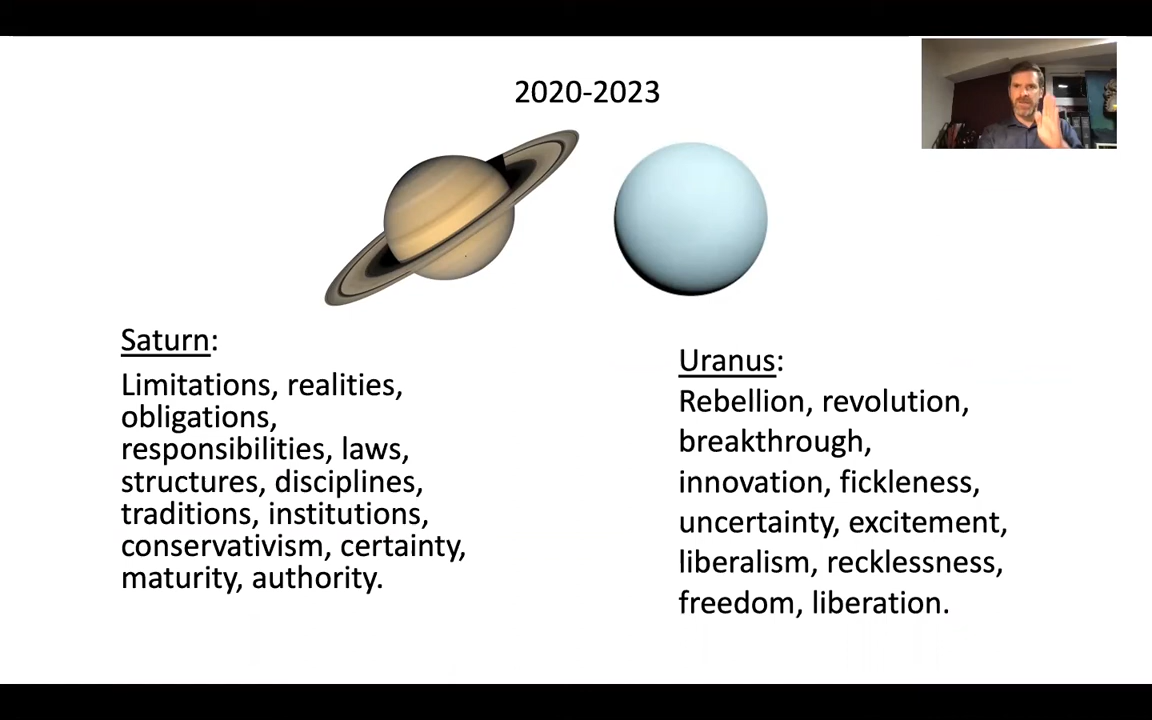 2020-2023
Saturn:
Limitations, realities,
obligations,
responsibilities, laws,
structures, disciplines,
traditions, institutions,
conservativism, certainty,
maturity, authority.
Uranus:
Rebellion, revolution,
breakthrough,
innovation, fickleness,
uncertainty, excitement,
liberalism, recklessness,
freedom, liberation.